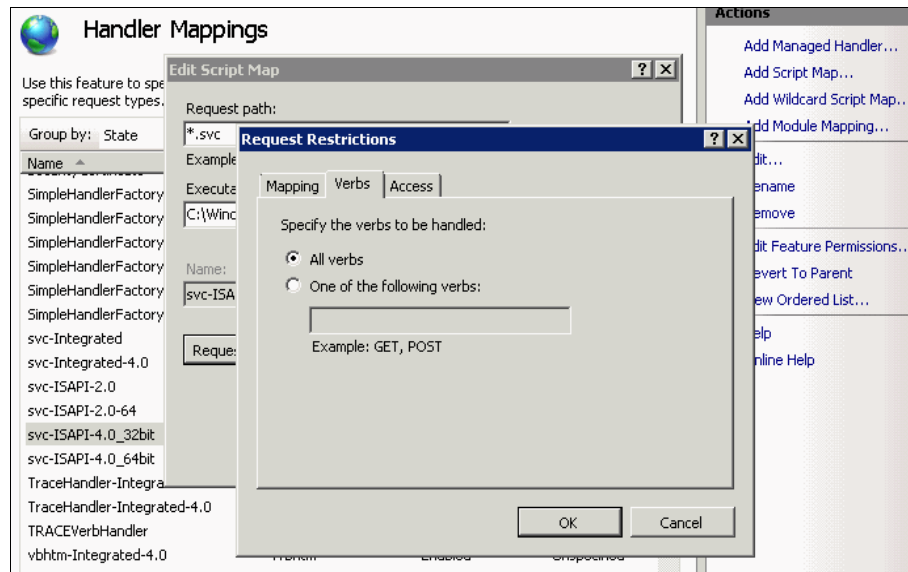 Handler Mappings
Use this feature to spe
specific request types.
Group by: State
Name
SimpleHandlerFactory
SimpleHandlerFactory
SimpleHandlerFactory
SimpleHandlerFactory
SimpleHandlerFactory
SimpleHandlerFactory
svc-Integrated
svc-Integrated-4.0
svc-ISAPI-2.0
svc-ISAPI-2.0-64
svc-ISAPI-4.0_32bit
svc-ISAPI-4.0_64bit
TraceHandler-Integra
TraceHandler-Integrated-4.0
TRACEVerbHandler
vbhtm-Integrated-4.0
Edit Script Map
Request path:
*.svc
Example
Executa
C:\Winc
Name:
svc-ISA
Reque
Request Restrictions
Mapping Verbs Access
Specify the verbs to be handled:
All verbs
One of the following verbs:
Example: GET, POST
OK Cancel
Actions
Add Managed Handler...
Add Script Map...
Add Wildcard Script Map..
dd Module Mapping...
dit...
ename
emove
dit Feature Permissions..
evert To Parent
ew Ordered List...
elp
nline Help